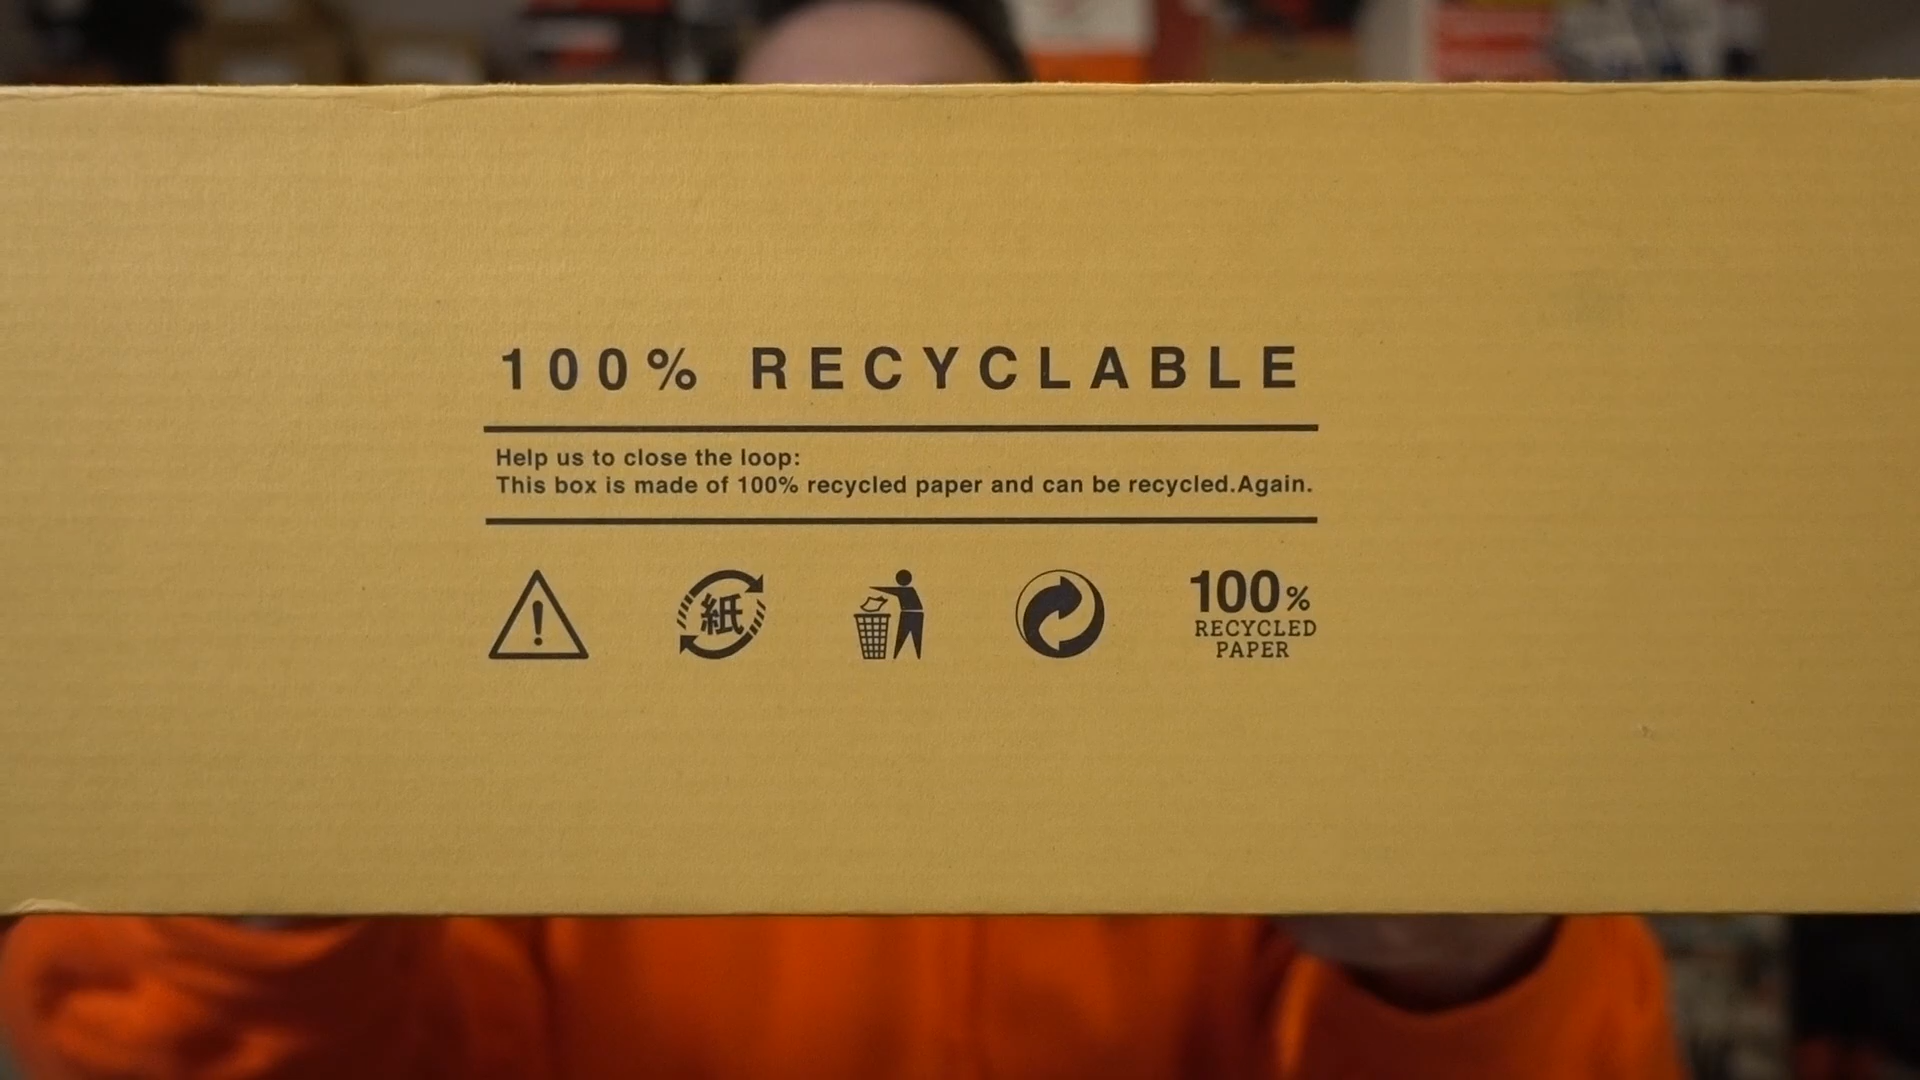 100% RECYCLABLE
Help us to close the loop:
This box is made of 100% recycled paper and can be recycled.Again.
紙
100%
RECYCLED
PAPER